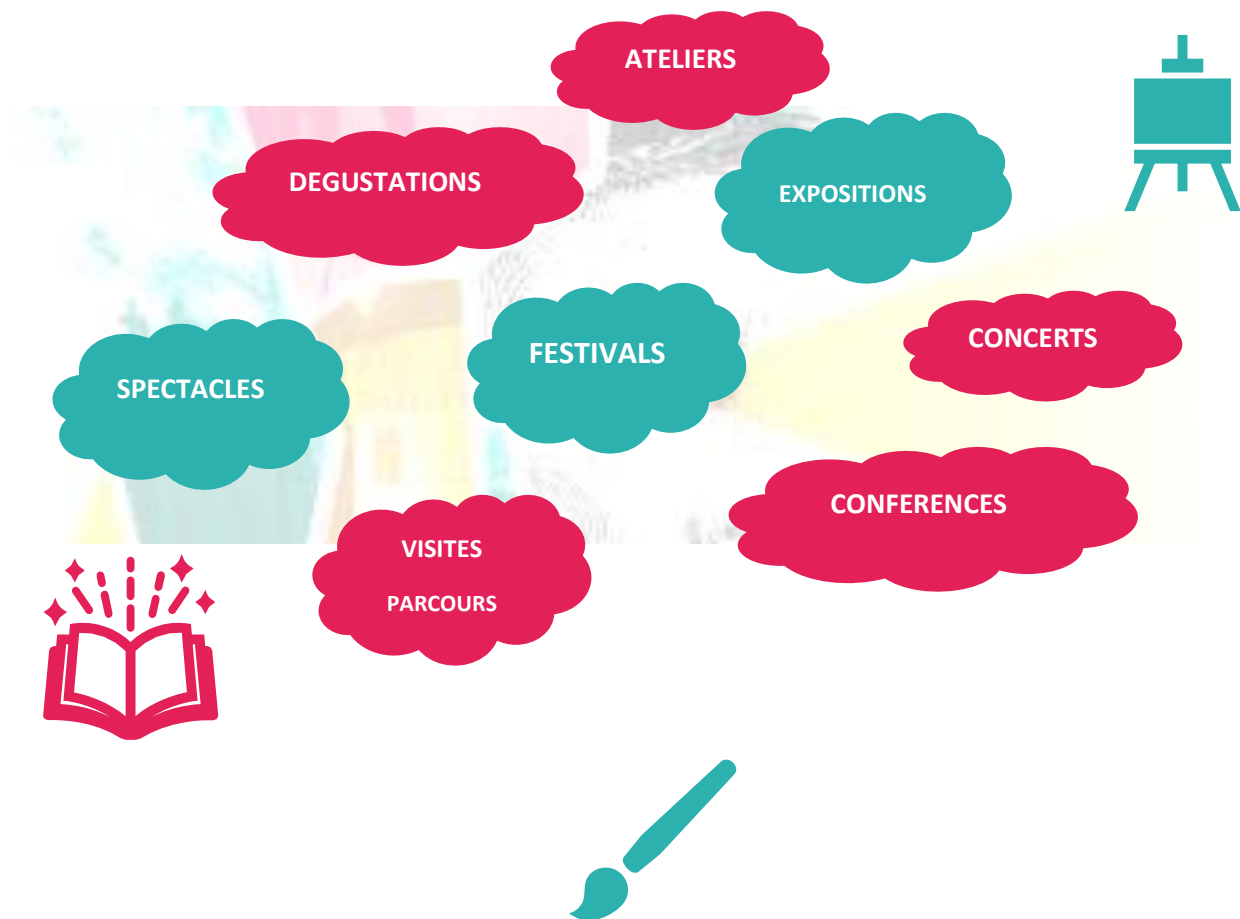 ATELIERS
DEGUSTATIONS
EXPOSITIONS
CONCERTS
FESTIVALS
SPECTACLES
CONFERENCES
VISITES
PARCOURS